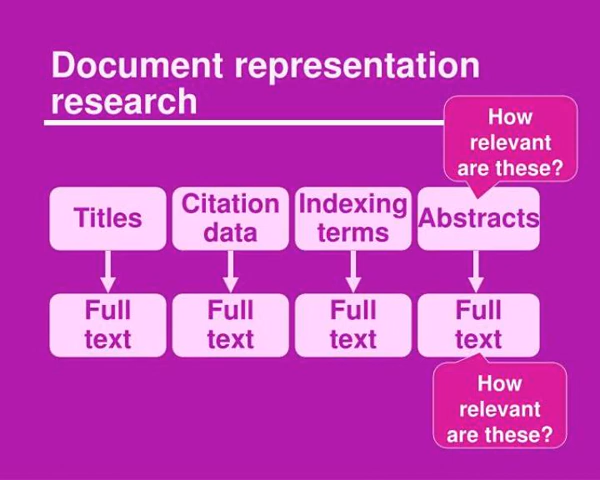 Document representation
research
How
relevant
are these?
Titles
Citation
data
Indexing
terms
Abstracts
Full
text
Full
text
Full
text
Full
text
How
relevant
are these?